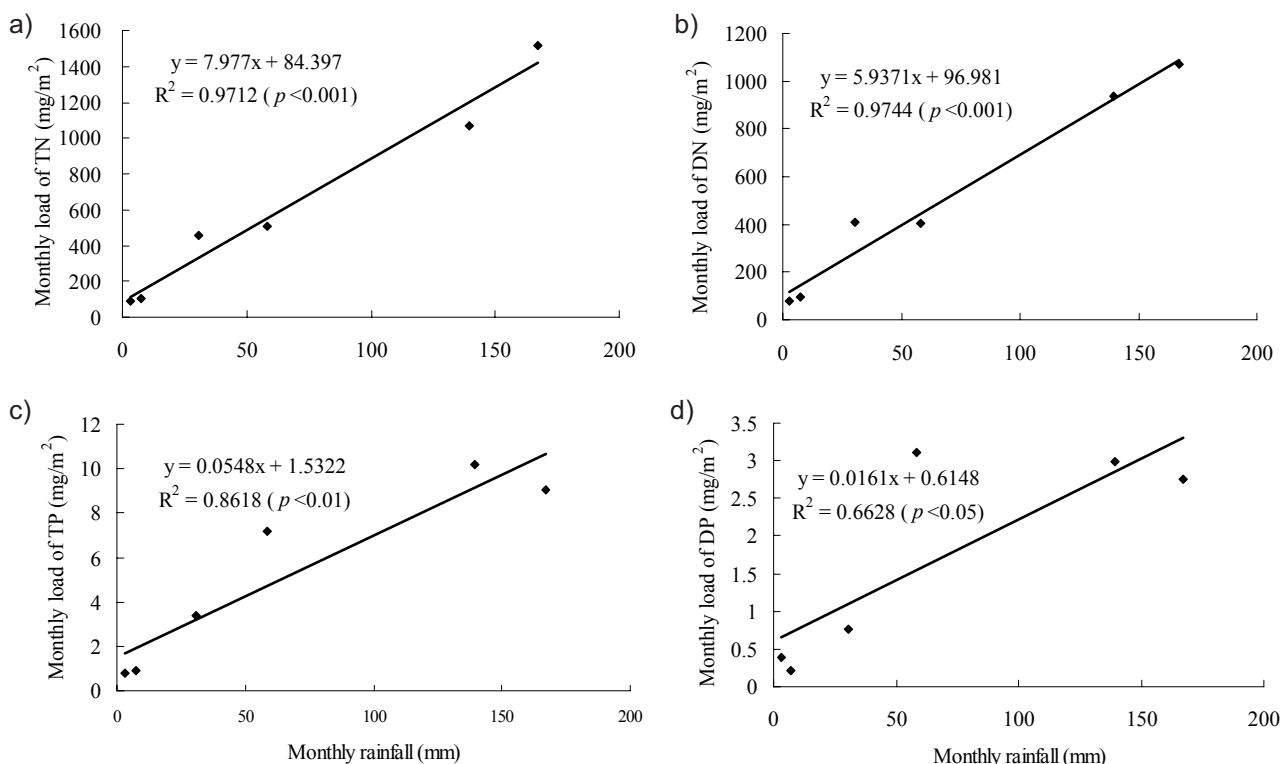 a)
Monthly load of TN (mg/m²)
1600
1400
1200
1000
800
600
400
200
0
y = 7.977x + 84.397
R² = 0.9712 ( p <0.001)
0 50 100 150 200
b)
Monthly load of DN (mg/m²)
1200
1000
800
600
400
200
0
y = 5.9371x + 96.981
R² = 0.9744 ( p <0.001)
0 50 100 150 200
c)
Monthly load of TP (mg/m²)
12
10
8
6
4
2
0
y = 0.0548x + 1.5322
R² = 0.8618 ( p <0.01)
0 50 100 150 200
Monthly rainfall (mm)
d)
Monthly load of DP (mg/m²)
3.5
3
2.5
2
1.5
1
0.5
0
y = 0.0161x + 0.6148
R² = 0.6628 ( p <0.05)
0 50 100 150 200
Monthly rainfall (mm)